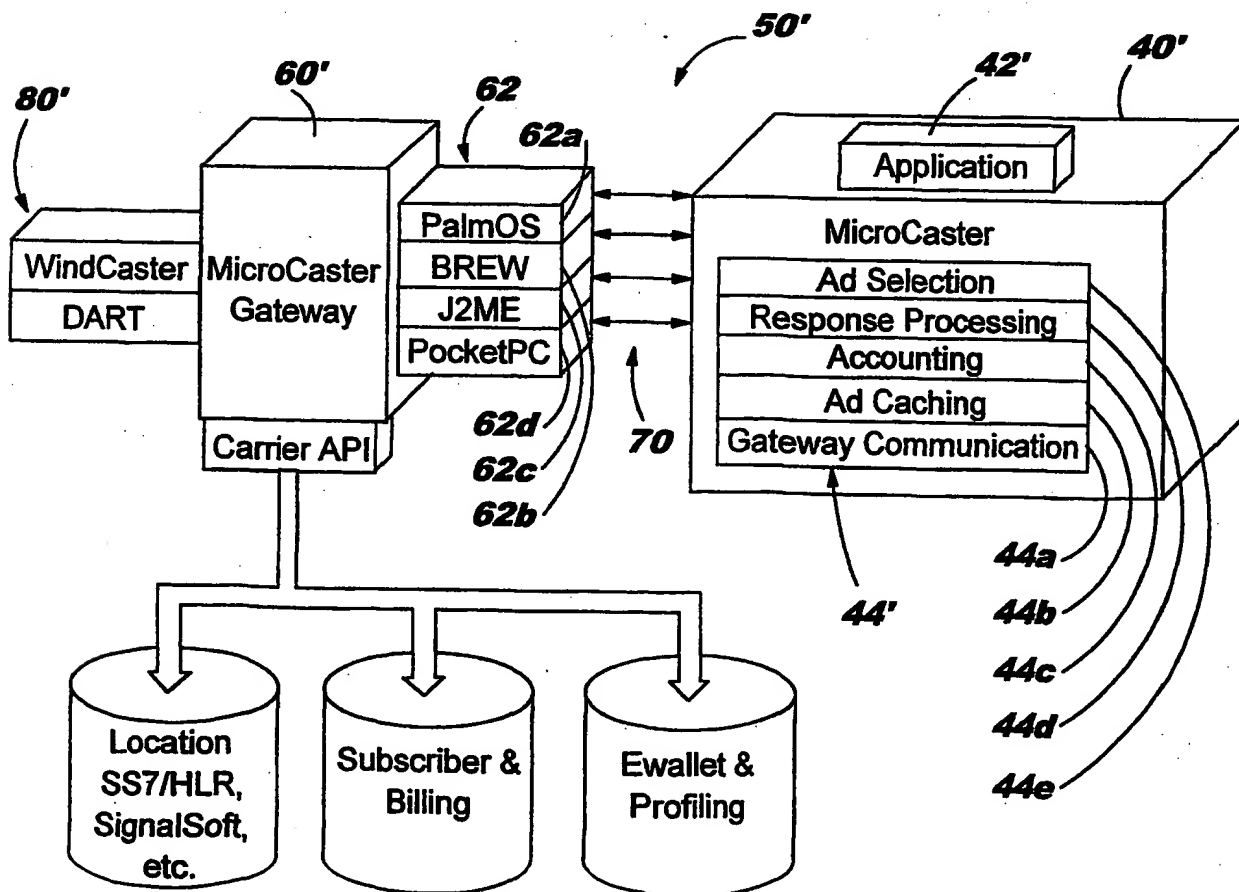 50'
60'
42'
40'
80'
62
62a
Application
PalmOS
MicroCaster
WindCaster
MicroCaster
Gateway
BREW
Ad Selection
DART
J2ME
Response Processing
PocketPC
Accounting
Ad Caching
62d
70
Carrier API
Gateway Communication
62c
62b
44a
44'
44b
44c
Location
SS7/HLR,
SignalSoft,
etc.
Subscriber &
Billing
Ewallet &
Profiling
44d
44e